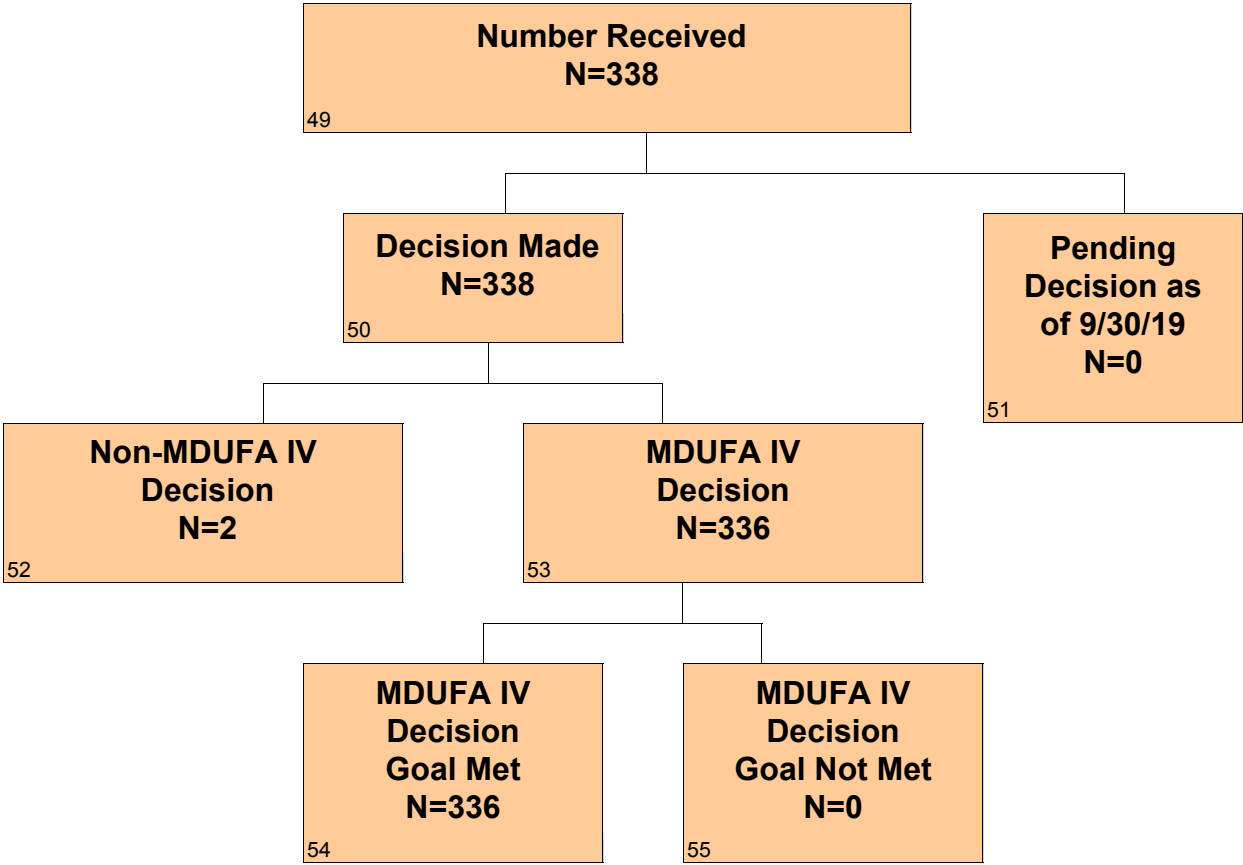 Number Received
N=338
49
Decision Made
N=338
50
Pending
Decision as
of 9/30/19
N=0
51
Non-MDUFA IV
Decision
N=2
52
MDUFA IV
Decision
N=336
53
MDUFA IV
Decision
Goal Met
N=336
54
MDUFA IV
Decision
Goal Not Met
N=0
55